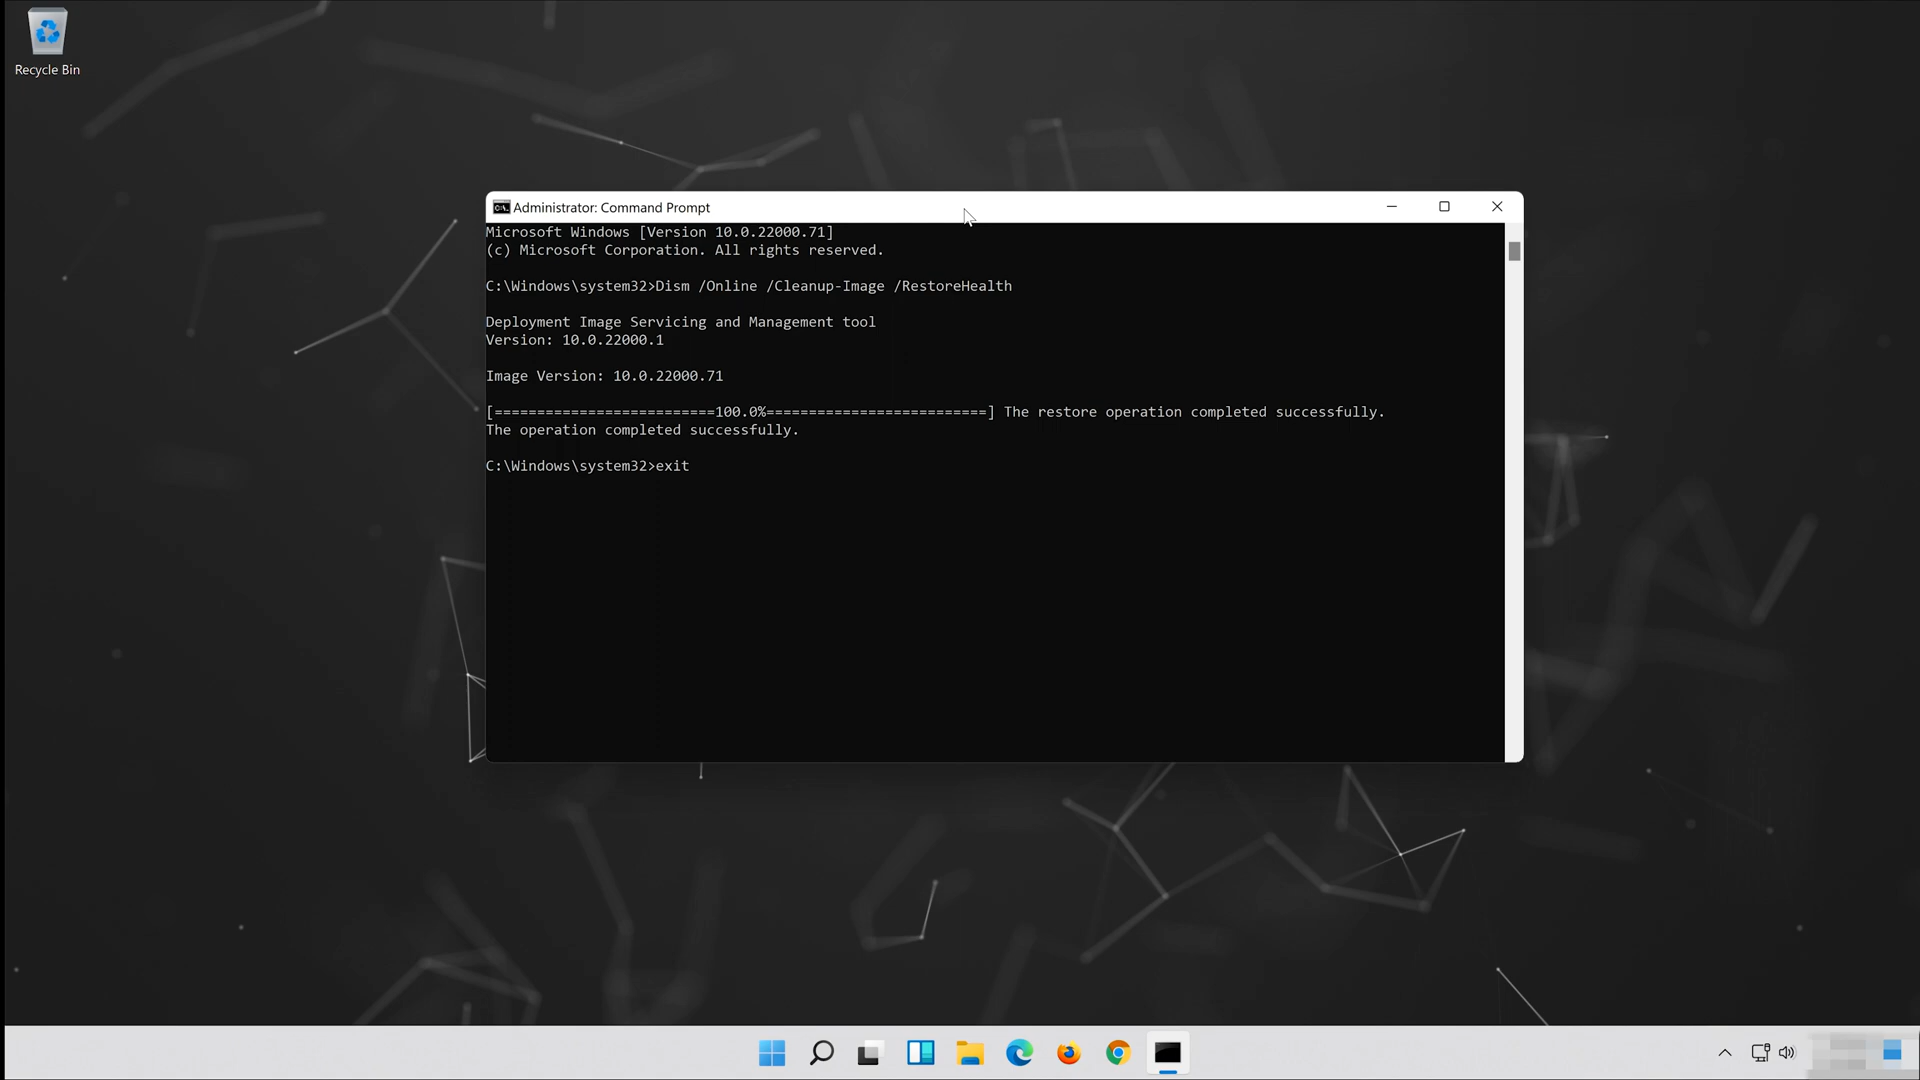 Recycle Bin
Administrator: Command Prompt
Microsoft Windows [Version 10.0.22000.71]
(c) Microsoft Corporation. All rights reserved.
C:\Windows\system32>Dism /Online /Cleanup-Image /RestoreHealth
Deployment Image Servicing and Management tool
Version: 10.0.22000.1
Image Version: 10.0.22000.71
[==========================100.0%==========================] The restore operation completed successfully.
The operation completed successfully.
C:\Windows\system32>exit